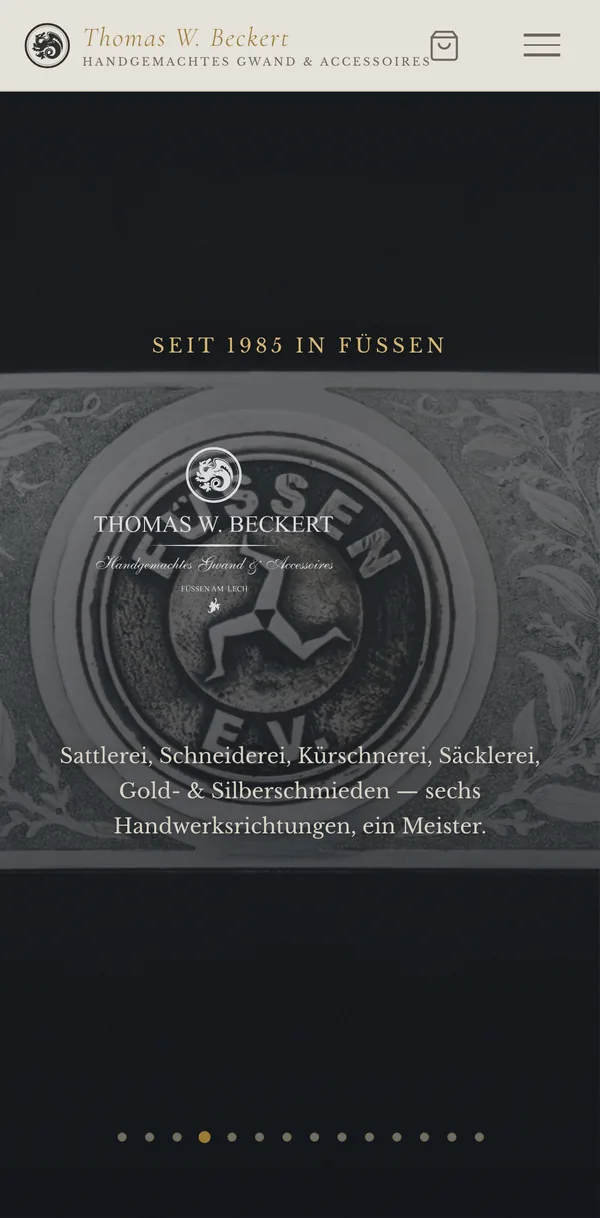 Thomas W. Beckert
HANDGEMACHTES GWAND & ACCESSOIRES
SEIT 1985 IN FÜSSEN
FÜSSEN
THOMAS W. BECKERT
Handgemachtes Gwand & Accessoires
FÜSSEN AM LECH
E.V.
Sattlerei, Schneiderei, Kürschnerei, Säcklerei,
Gold- & Silberschmieden — sechs
Handwerksrichtungen, ein Meister.